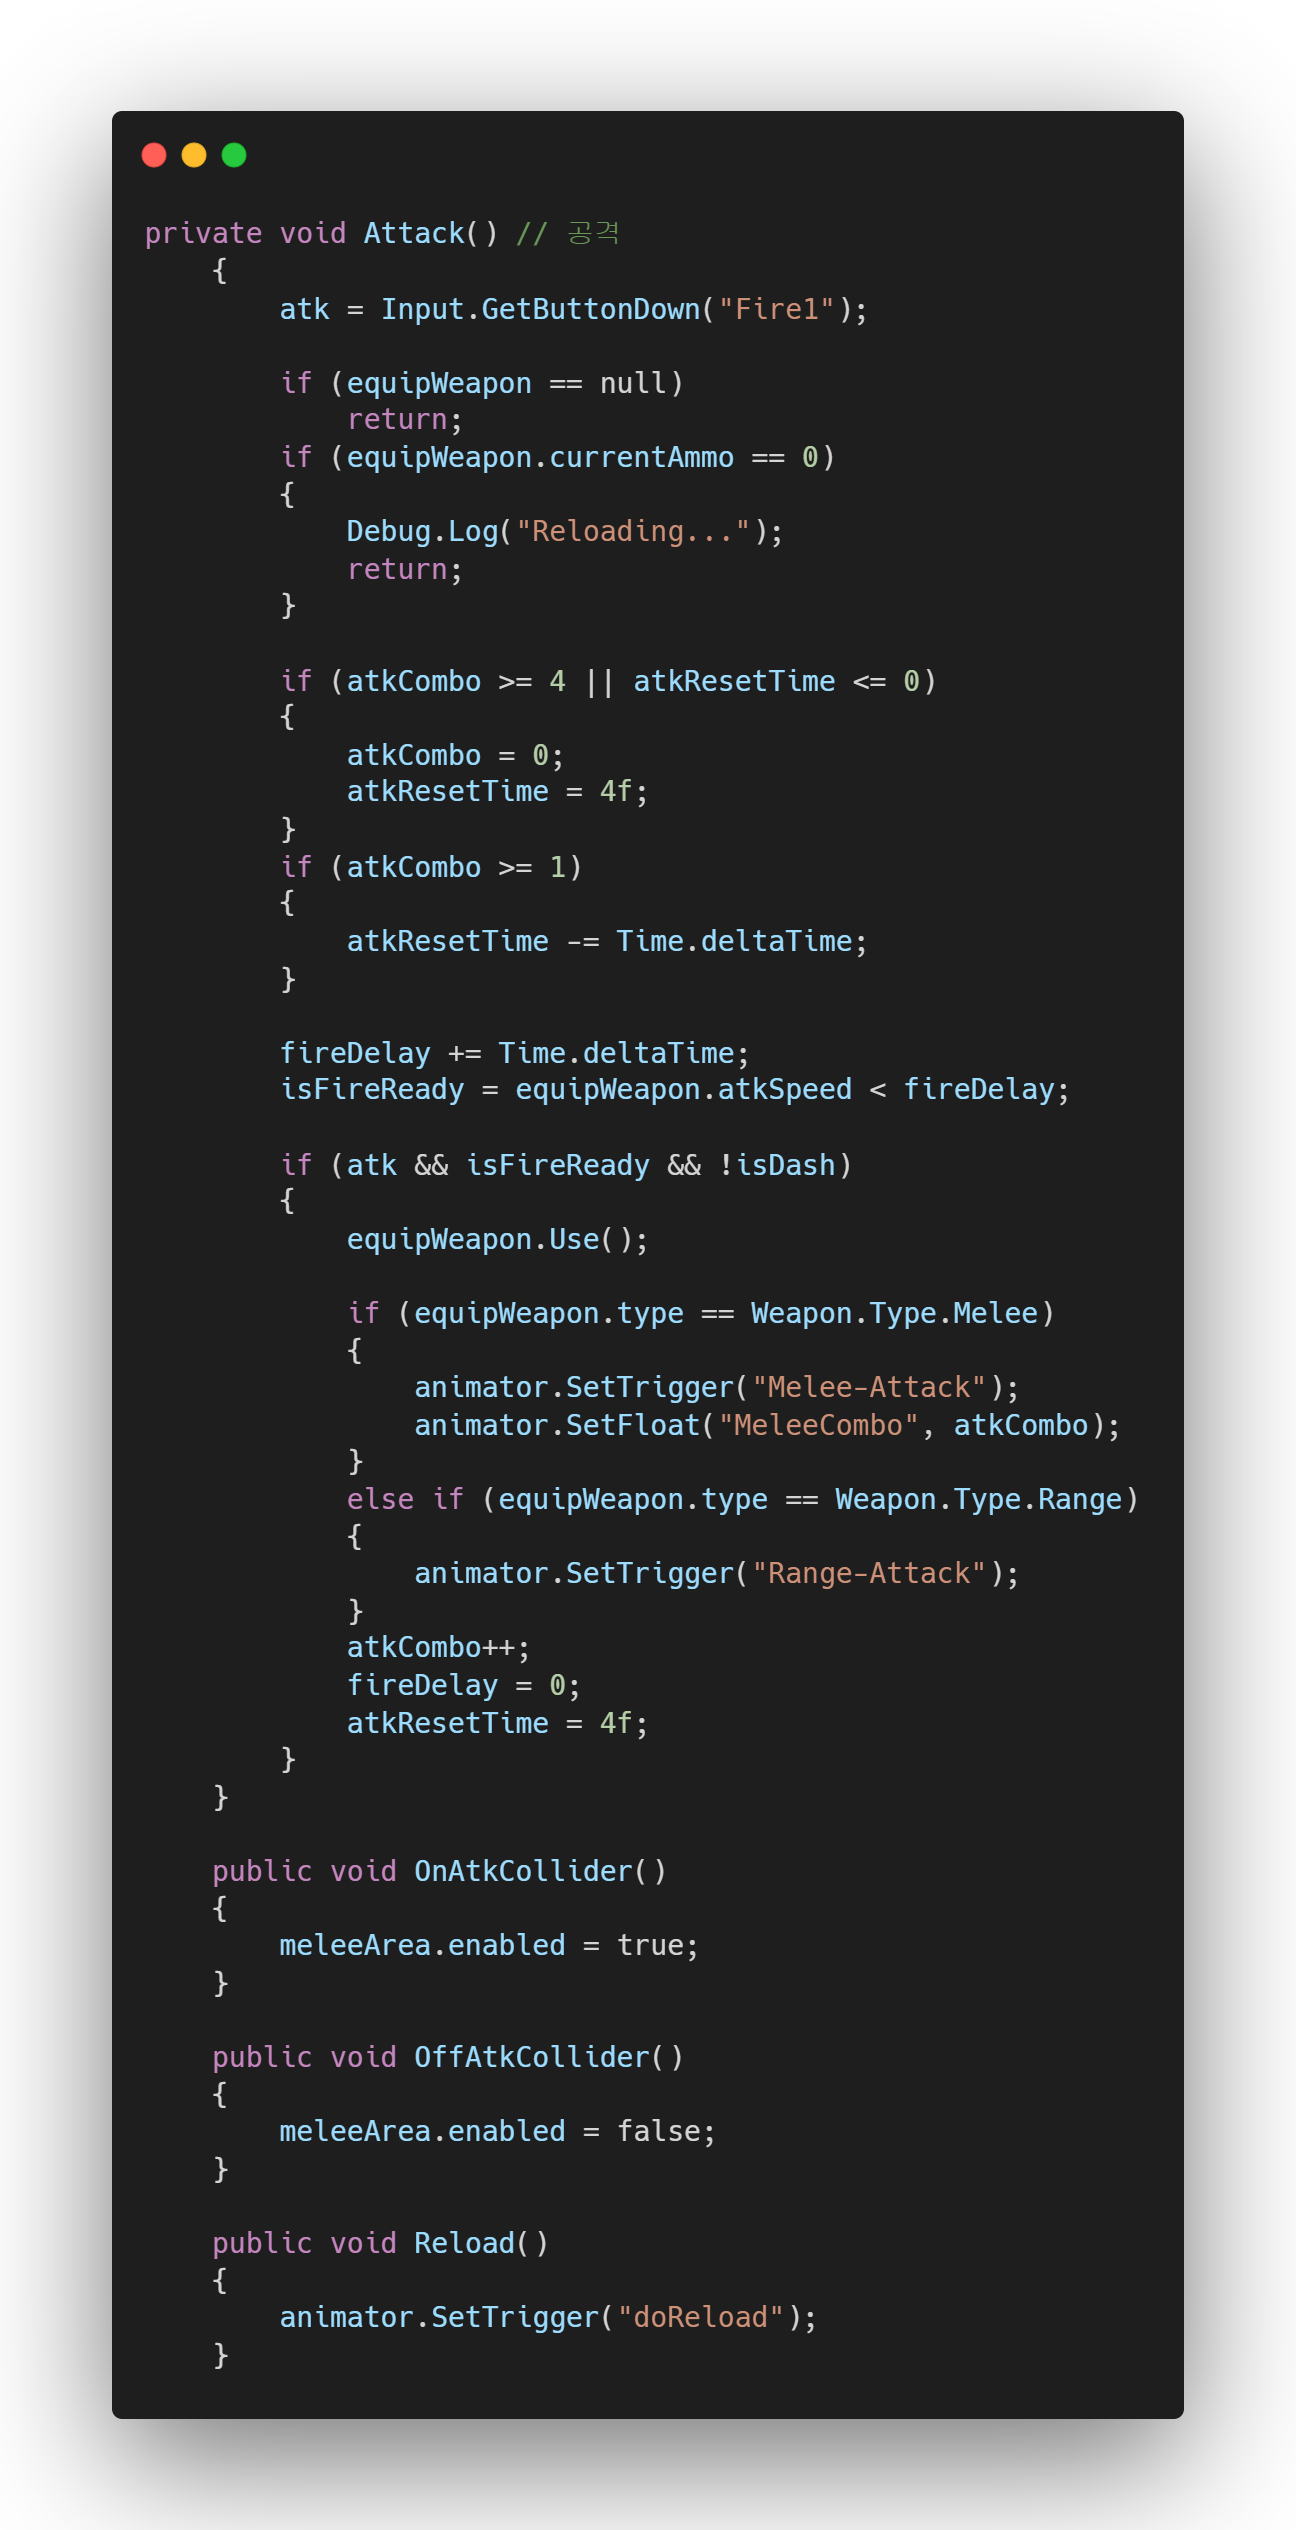 private void Attack() // 공격
    {
        atk = Input.GetButtonDown("Fire1");

        if (equipWeapon == null)
            return;
        if (equipWeapon.currentAmmo == 0)
        {
            Debug.Log("Reloading...");
            return;
        }

        if (atkCombo >= 4 || atkResetTime <= 0)
        {
            atkCombo = 0;
            atkResetTime = 4f;
        }
        if (atkCombo >= 1)
        {
            atkResetTime -= Time.deltaTime;
        }

        fireDelay += Time.deltaTime;
        isFireReady = equipWeapon.atkSpeed < fireDelay;

        if (atk && isFireReady && !isDash)
        {
            equipWeapon.Use();

            if (equipWeapon.type == Weapon.Type.Melee)
            {
                animator.SetTrigger("Melee-Attack");
                animator.SetFloat("MeleeCombo", atkCombo);
            }
            else if (equipWeapon.type == Weapon.Type.Range)
            {
                animator.SetTrigger("Range-Attack");
            }
            atkCombo++;
            fireDelay = 0;
            atkResetTime = 4f;
        }
    }

    public void OnAtkCollider()
    {
        meleeArea.enabled = true;
    }

    public void OffAtkCollider()
    {
        meleeArea.enabled = false;
    }

    public void Reload()
    {
        animator.SetTrigger("doReload");
    }